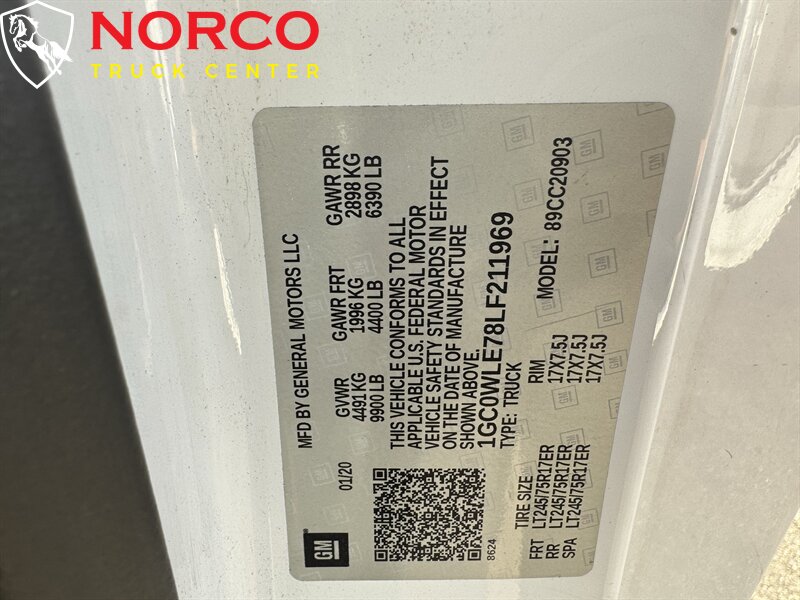 NORCO
TRUCK CENTER
GM
MFD BY GENERAL MOTORS LLC
01/20
GVWR GAWR FRT GAWR RR
4491 KG 1996 KG 2898 KG
9900 LB 4400 LB 6390 LB
THIS VEHICLE CONFORMS TO ALL
APPLICABLE U.S. FEDERAL MOTOR
VEHICLE SAFETY STANDARDS IN EFFECT
ON THE DATE OF MANUFACTURE
SHOWN ABOVE.
1GC0WLE78LF211969
TYPE: TRUCK MODEL: 89CC20903
8624
TIRE SIZE RIM
FRT LT245/75R17ER 17X7.5J
RR LT245/75R17ER 17X7.5J
SPA LT245/75R17ER 17X7.5J